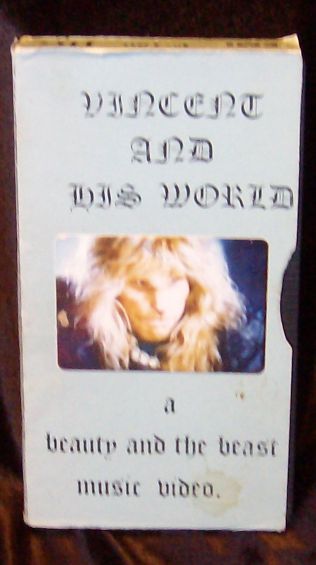 VINCENT
AND
HIS WORLD
a
beauty and the beast
music video.